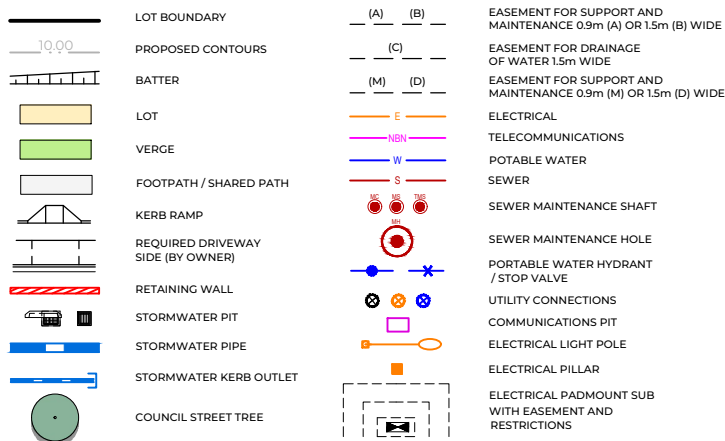 LOT BOUNDARY
10.00
PROPOSED CONTOURS
BATTER
LOT
VERGE
FOOTPATH / SHARED PATH
KERB RAMP
REQUIRED DRIVEWAY
SIDE (BY OWNER)
RETAINING WALL
STORMWATER PIT
STORMWATER PIPE
STORMWATER KERB OUTLET
COUNCIL STREET TREE
(A) (B)
EASEMENT FOR SUPPORT AND
MAINTENANCE 0.9m (A) OR 1.5m (B) WIDE
(C)
EASEMENT FOR DRAINAGE
OF WATER 1.5m WIDE
(M) (D)
EASEMENT FOR SUPPORT AND
MAINTENANCE 0.9m (M) OR 1.5m (D) WIDE
E
ELECTRICAL
NBN
TELECOMMUNICATIONS
W
POTABLE WATER
S
SEWER
MC MS TMS
SEWER MAINTENANCE SHAFT
MH
SEWER MAINTENANCE HOLE
PORTABLE WATER HYDRANT
/ STOP VALVE
UTILITY CONNECTIONS
COMMUNICATIONS PIT
ELECTRICAL LIGHT POLE
ELECTRICAL PILLAR
ELECTRICAL PADMOUNT SUB
WITH EASEMENT AND
RESTRICTIONS